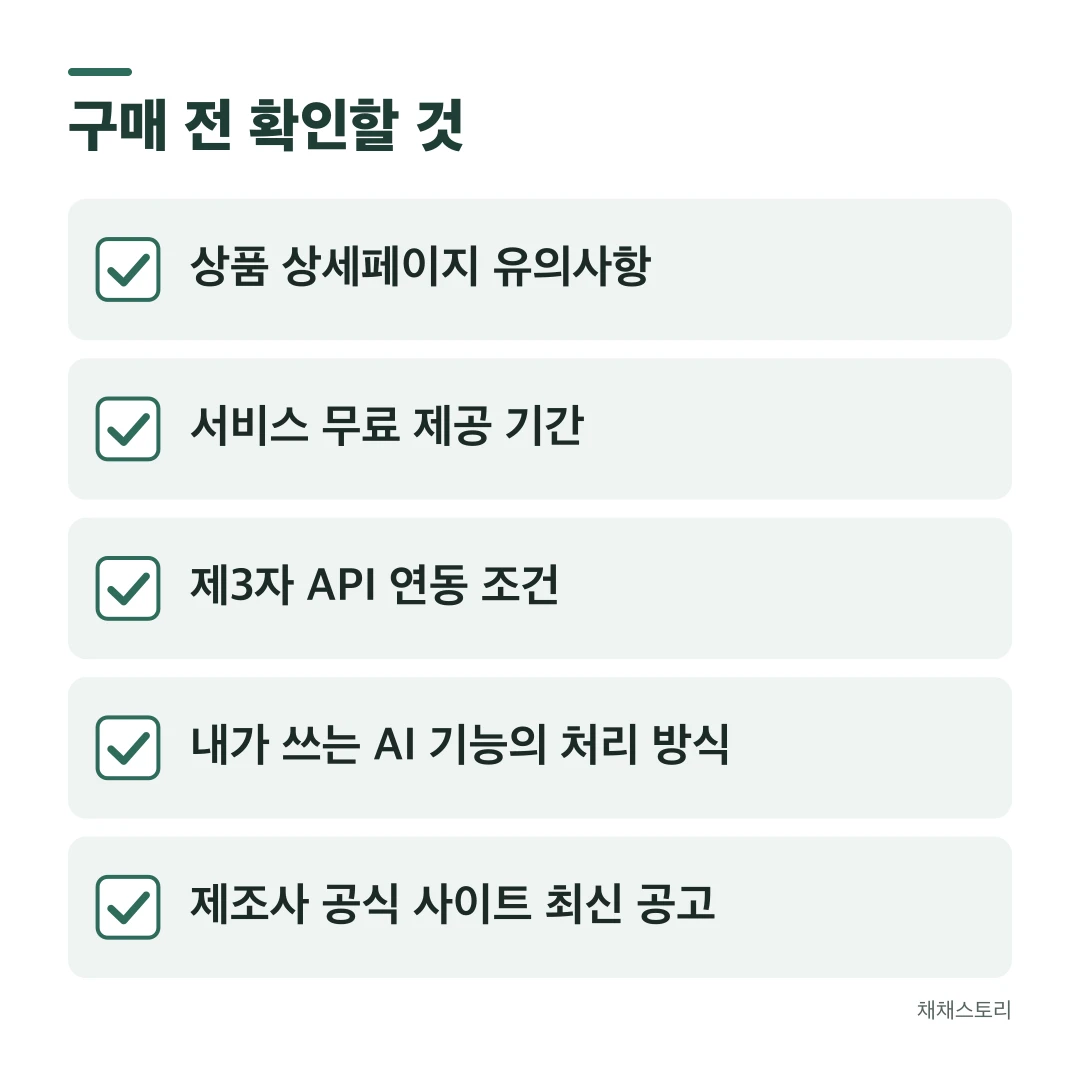 구매 전 확인할 것
상품 상세페이지 유의사항
서비스 무료 제공 기간
제3자 API 연동 조건
내가 쓰는 AI 기능의 처리 방식
제조사 공식 사이트 최신 공고
채채스토리